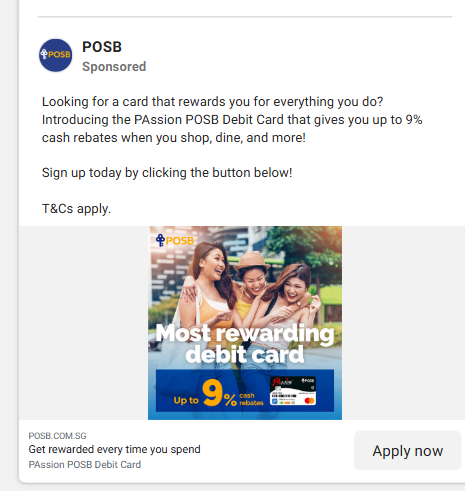 POSB
POSB
Sponsored
Looking for a card that rewards you for everything you do?
Introducing the PAssion POSB Debit Card that gives you up to 9%
cash rebates when you shop, dine, and more!
Sign up today by clicking the button below!
T&Cs apply.
POSB
Most rewarding
debit card
Up to 9% cash
rebates
POSB
POSB.COM.SG
Get rewarded every time you spend
PAssion POSB Debit Card
Apply now